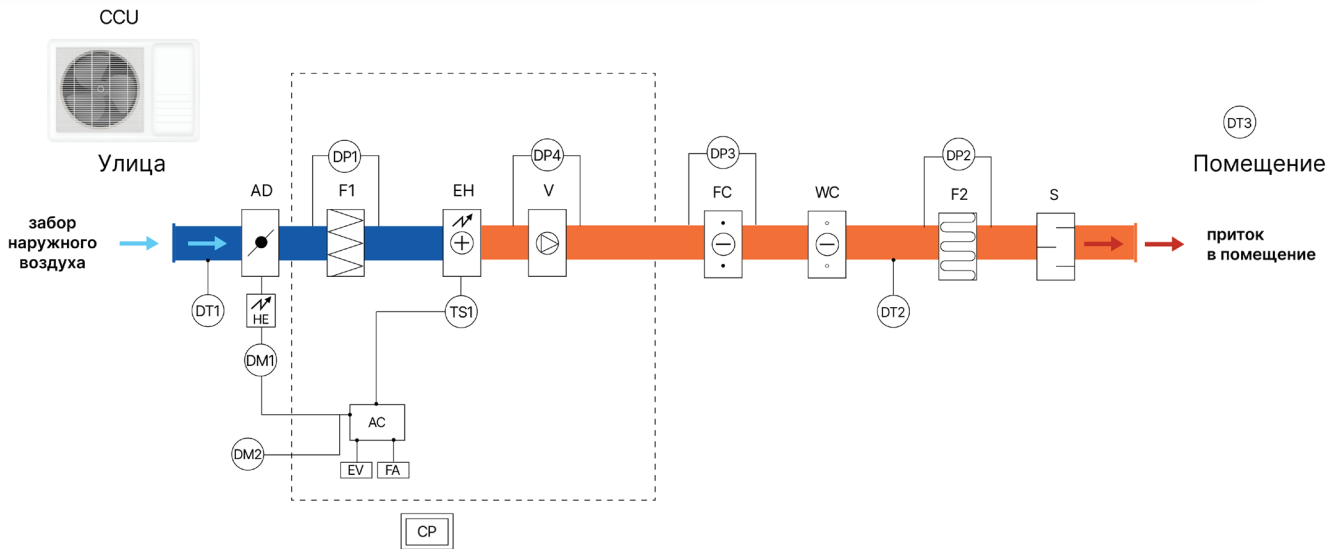 CCU
Улица
DT3
Помещение
DP1
DP4
DP3
DP2
AD
F1
EH
V
FC
WC
F2
S
забор
наружного
воздуха
приток
в помещение
DT1
HE
TS1
DT2
DM1
AC
DM2
EV
FA
CP